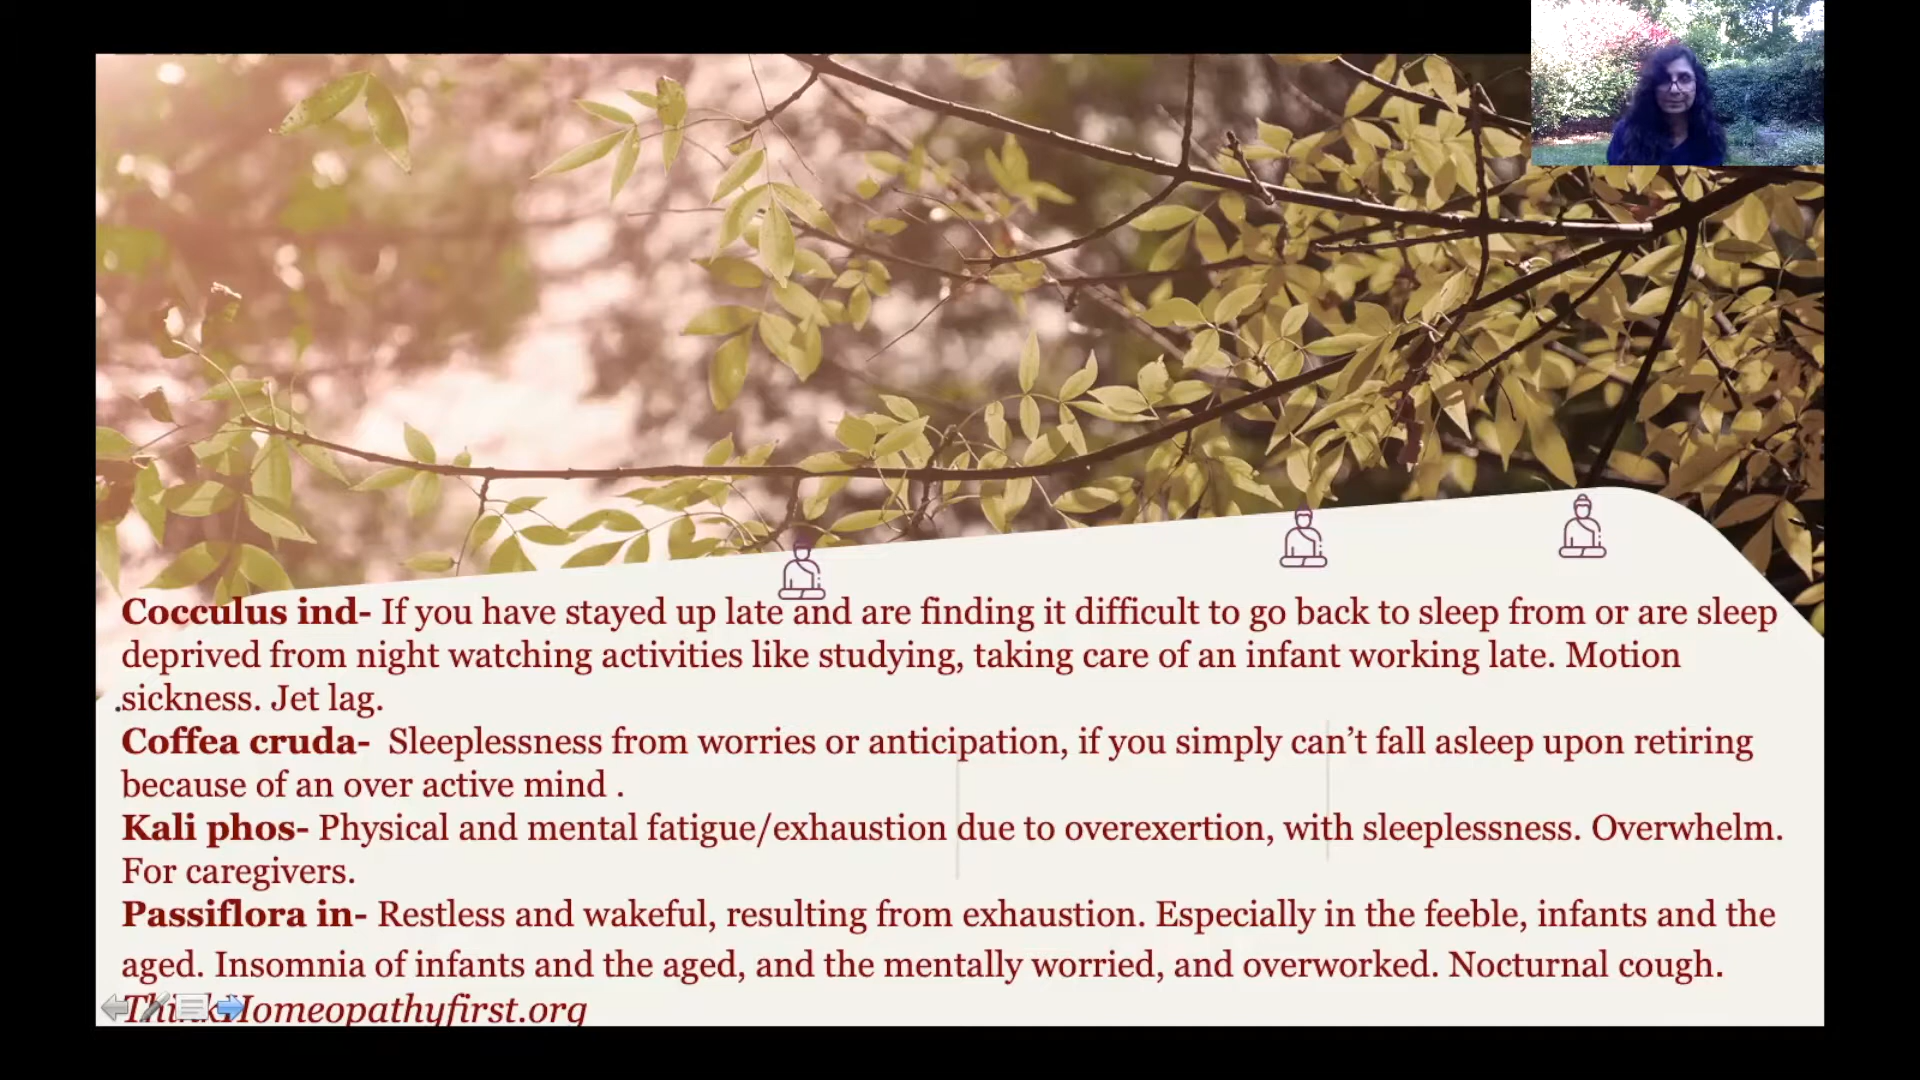 Cocculus ind- If you have stayed up late and are finding it difficult to go back to sleep from or are sleep
deprived from night watching activities like studying, taking care of an infant working late. Motion
sickness. Jet lag.
Coffea cruda- Sleeplessness from worries or anticipation, if you simply can’t fall asleep upon retiring
because of an over active mind .
Kali phos- Physical and mental fatigue/exhaustion due to overexertion, with sleeplessness. Overwhelm.
For caregivers.
Passiflora in- Restless and wakeful, resulting from exhaustion. Especially in the feeble, infants and the
aged. Insomnia of infants and the aged, and the mentally worried, and overworked. Nocturnal cough.
ThinkHomeopathyfirst.org